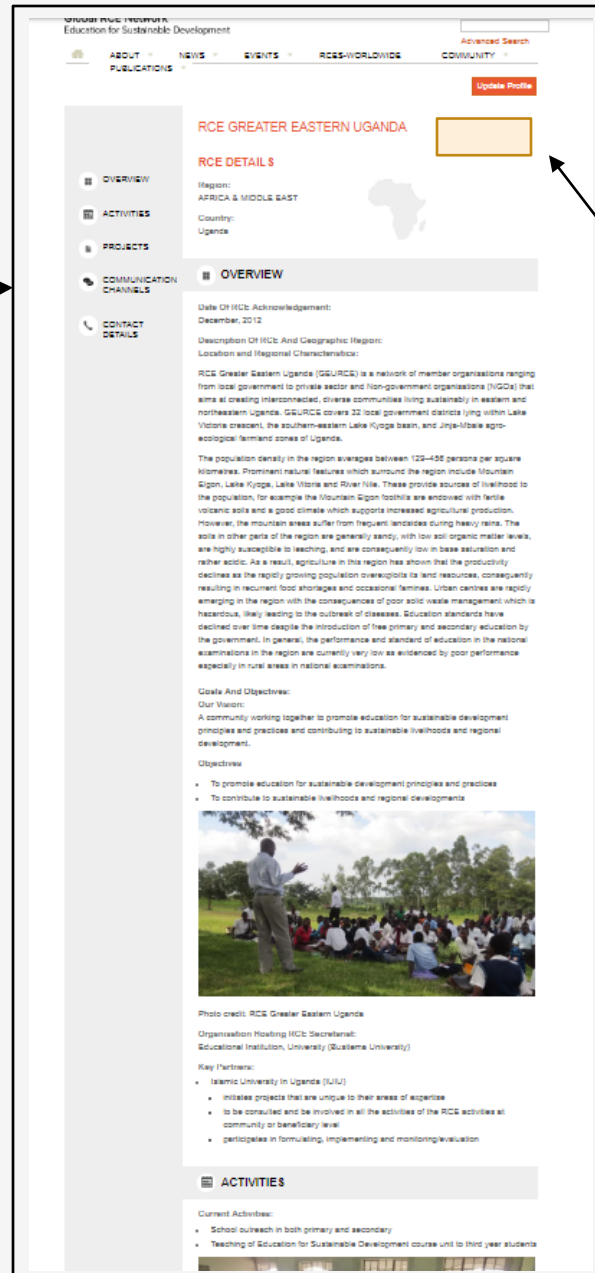 Global RCE Network
Education for Sustainable Development
Advanced Search
ABOUT NEWS EVENTS RCES-WORLDWIDE COMMUNITY
PUBLICATIONS
Update Profile
RCE GREATER EASTERN UGANDA
RCE DETAILS
Region:
AFRICA & MIDDLE EAST
Country:
Uganda
OVERVIEW
ACTIVITIES
PROJECTS
COMMUNICATION
CHANNELS
CONTACT
DETAILS
OVERVIEW
Date Of RCE Acknowledgement:
December, 2012
Description Of RCE And Geographic Region:
Location and Regional Characteristics:
RCE Greater Eastern Uganda (GEURCE) is a network of member organisations ranging
from local government to private sector and Non-government organisations (NGOs) that
aims at creating interconnected, diverse communities living sustainably in eastern and
northeastern Uganda. GEURCE covers 32 local government districts lying within Lake
Victoria crescent, the southern-eastern Lake Kyoga basin, and Jinja-Mbale agro-
ecological farmland zones of Uganda.
The population density in the region averages between 129–456 persons per square
kilometres. Prominent natural features which surround the region include Mountain
Elgon, Lake Kyoga, Lake Vitoria and River Nile. These provide sources of livelihood to
the population, for example the Mountain Elgon foothills are endowed with fertile
volcanic soils and a good climate which supports increased agricultural production.
However, the mountain areas suffer from frequent landsides during heavy rains. The
soils in other parts of the region are generally sandy, with low soil organic matter levels,
are highly susceptible to leaching, and are consequently low in base saturation and
rather acidic. As a result, agriculture in this region has shown that the productivity
declines as the rapidly growing population overexploits its land resources, consequently
resulting in recurrent food shortages and occasional famines. Urban centres are rapidly
emerging in the region with the consequences of poor solid waste management which is
hazardous, likely leading to the outbreak of diseases. Education standards have
declined over time despite the introduction of free primary and secondary education by
the government. In general, the performance and standard of education in the national
examinations in the region are currently very low as evidenced by poor performance
especially in rural areas in national examinations.
Goals And Objectives:
Our Vision:
A community working together to promote education for sustainable development
principles and practices and contributing to sustainable livelihoods and regional
development.
Objectives
To promote education for sustainable development principles and practices
To contribute to sustainable livelihoods and regional developments
Photo credit: RCE Greater Eastern Uganda
Organisation Hosting RCE Secretariat:
Educational Institution, University (Busitema University)
Key Partners:
Islamic University In Uganda (IUIU)
initiates projects that are unique to their areas of expertise
to be consulted and be involved in all the activities of the RCE activities at
community or beneficiary level
participates in formulating, implementing and monitoring/evaluation
ACTIVITIES
Current Activities:
School outreach in both primary and secondary
Teaching of Education for Sustainable Development course unit to third year students